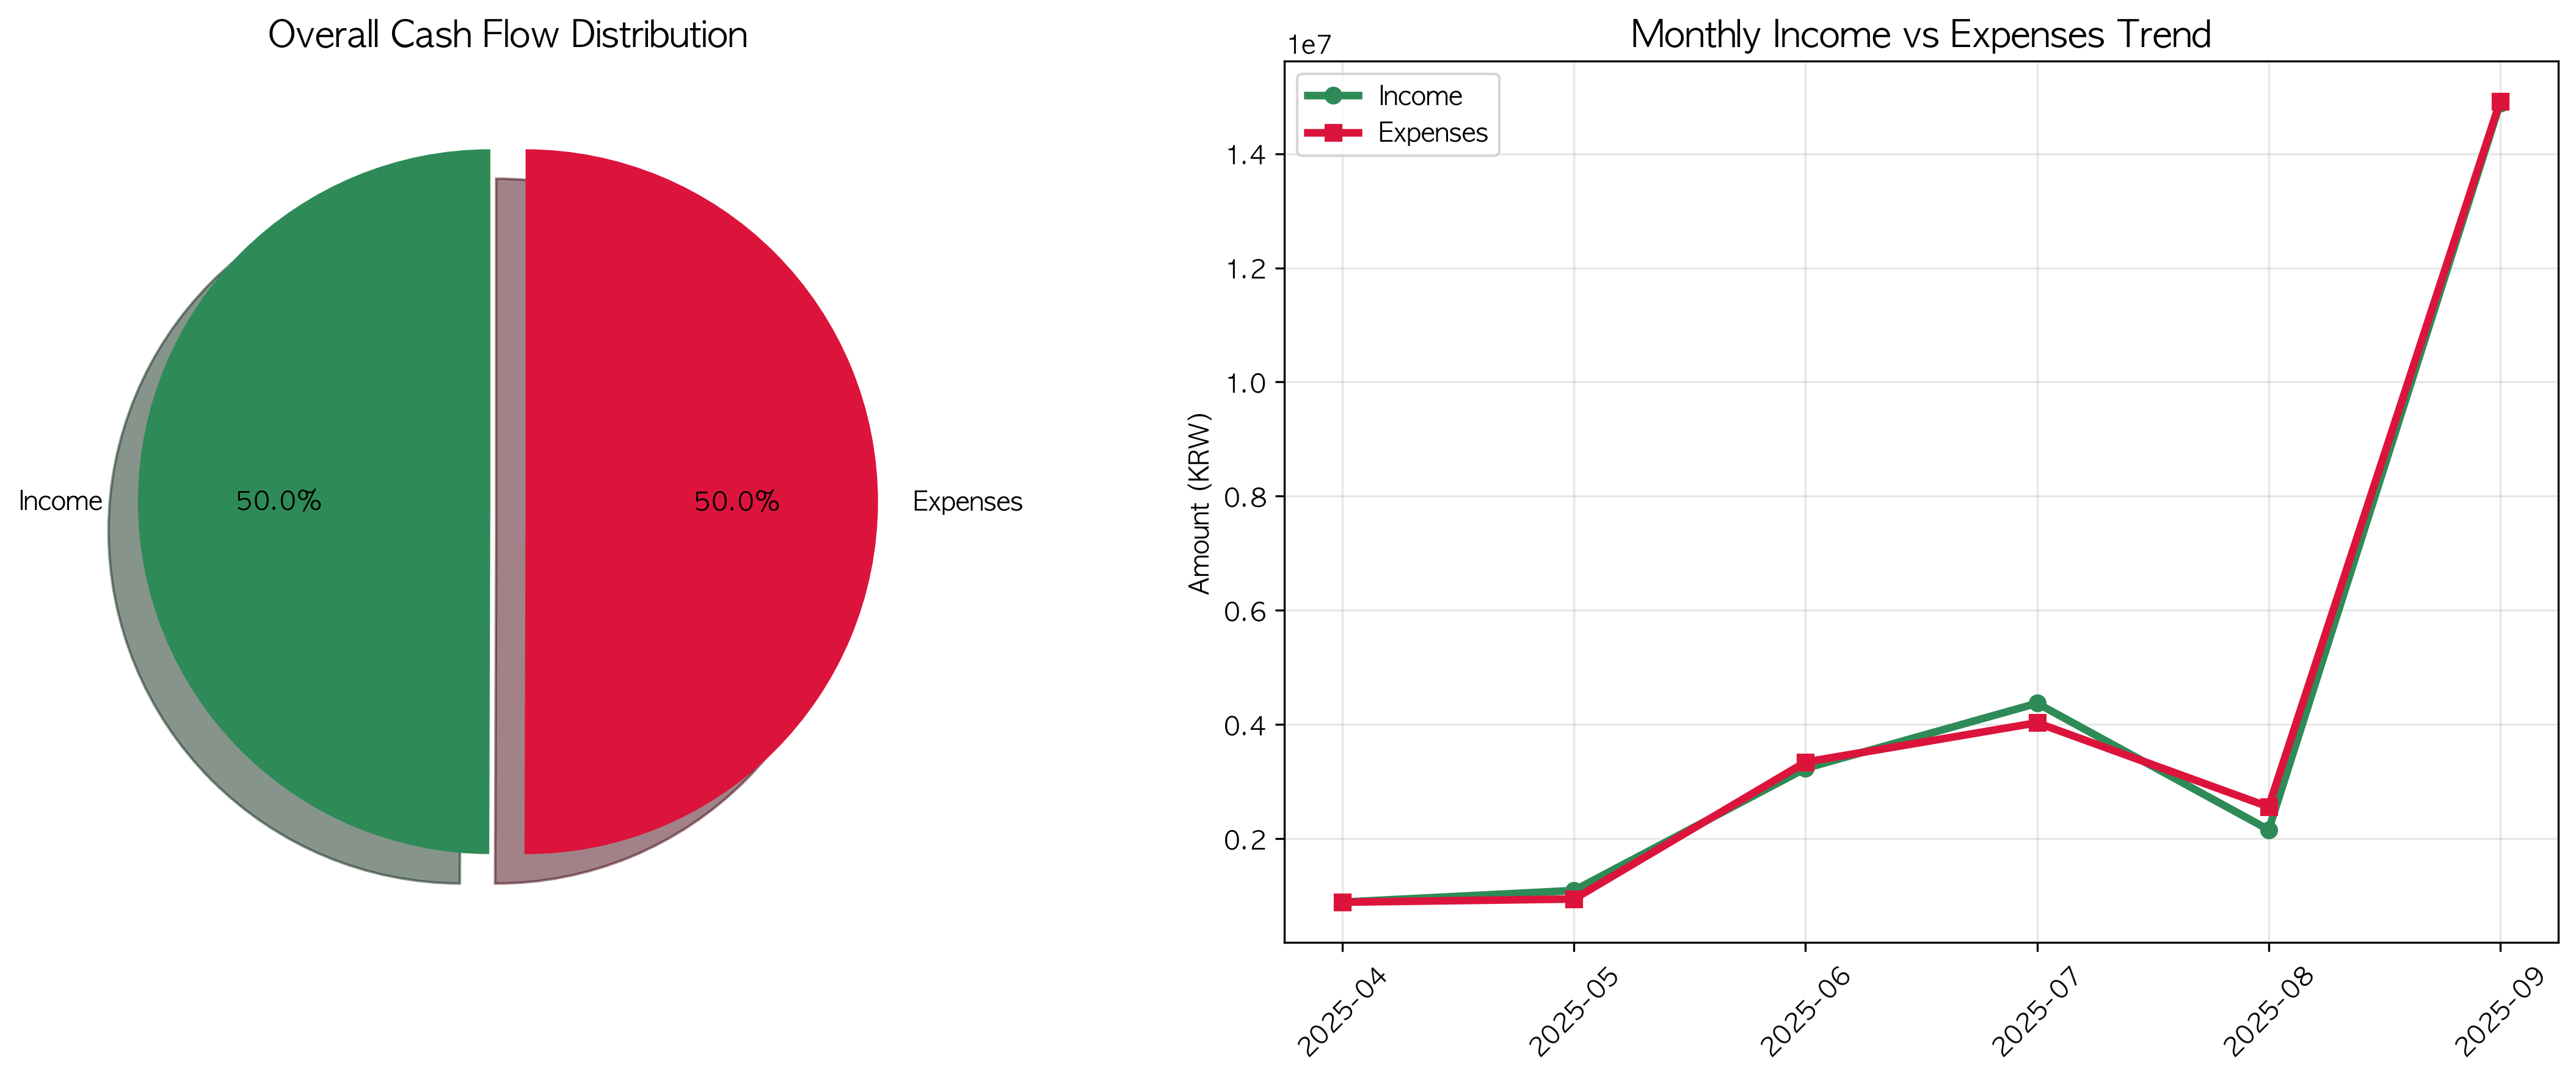 Overall Cash Flow Distribution
Income
50.0%
50.0%
Expenses
Monthly Income vs Expenses Trend
1e7
Income
Expenses
1.4
1.2
1.0
0.8
0.6
0.4
0.2
Amount (KRW)
2025-04
2025-05
2025-06
2025-07
2025-08
2025-09